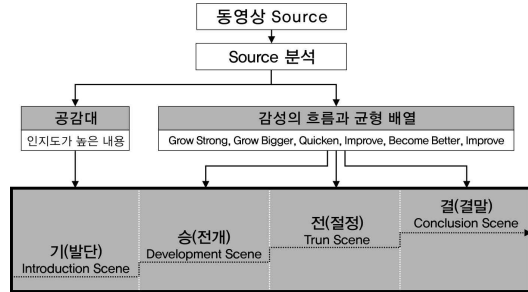 동영상 Source
Source 분석
공감대
인지도가 높은 내용
감성의 흐름과 균형 배열
Grow Strong, Grow Bigger, Quicken, Improve, Become Better, Improve
기(발단)
Introduction Scene
승(전개)
Development Scene
전(절정)
Trun Scene
결(결말)
Conclusion Scene